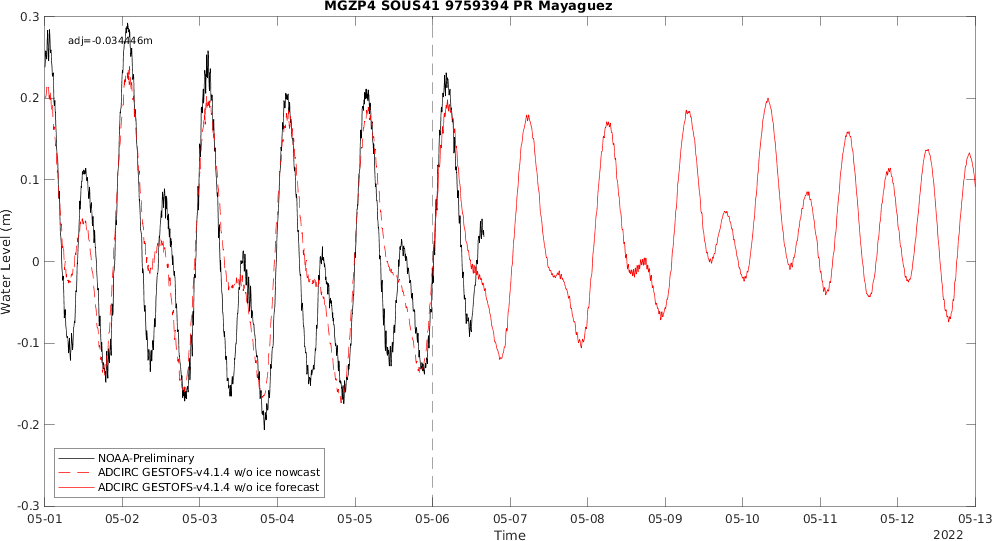 MGZP4 SOUS41 9759394 PR Mayaguez
adj=-0.034446m
Water Level (m)
0.3
0.2
0.1
0
-0.1
-0.2
-0.3
NOAA-Preliminary
ADCIRC GESTOFS-v4.1.4 w/o ice nowcast
ADCIRC GESTOFS-v4.1.4 w/o ice forecast
05-01 05-02 05-03 05-04 05-05 05-06 05-07 05-08 05-09 05-10 05-11 05-12 05-13
Time
2022